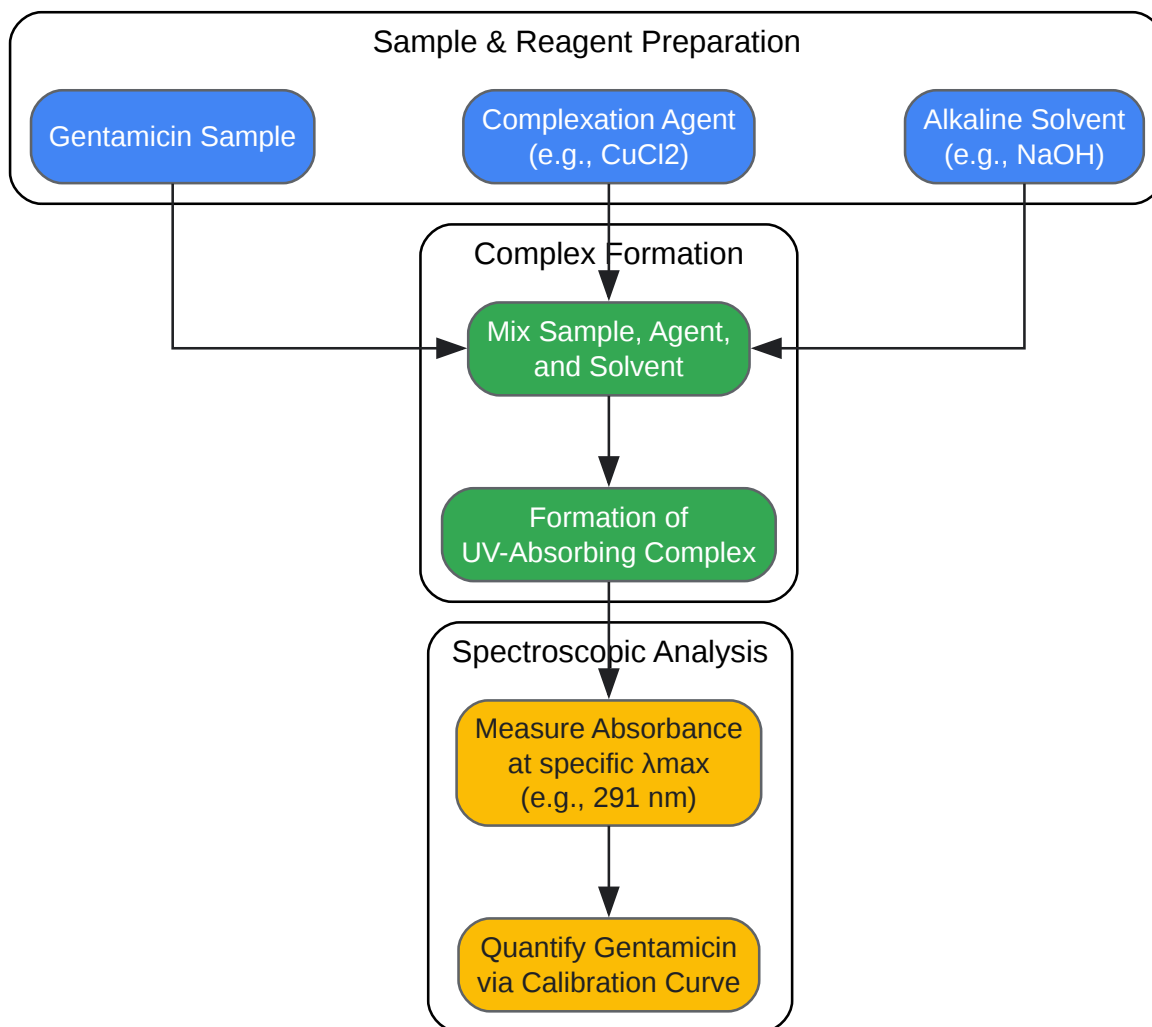 Sample & Reagent Preparation
Gentamicin Sample
Complexation Agent
(e.g., CuCl2)
Alkaline Solvent
(e.g., NaOH)
Complex Formation
Mix Sample, Agent,
and Solvent
Formation of
UV-Absorbing Complex
Spectroscopic Analysis
Measure Absorbance
at specific λmax
(e.g., 291 nm)
Quantify Gentamicin
via Calibration Curve